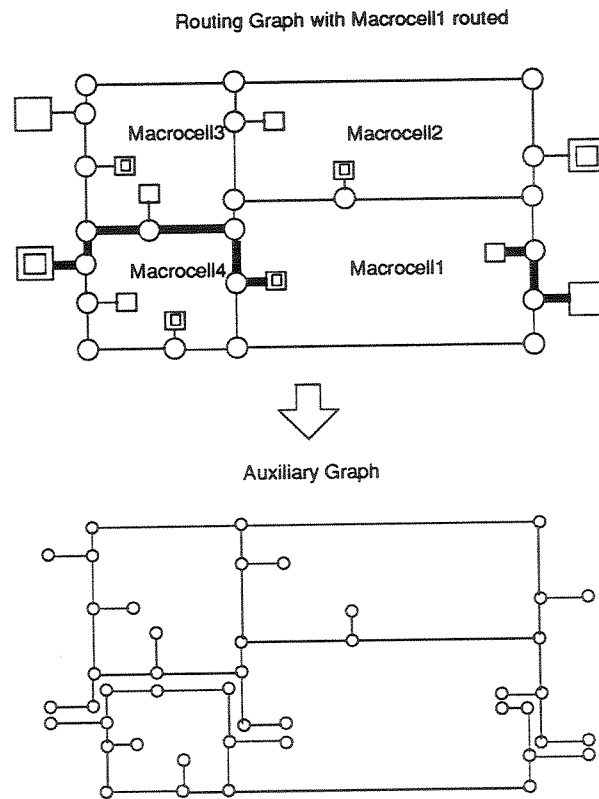 Routing Graph with Macrocell1 routed
Macrocell3
Macrocell2
Macrocell4
Macrocell1
Auxiliary Graph